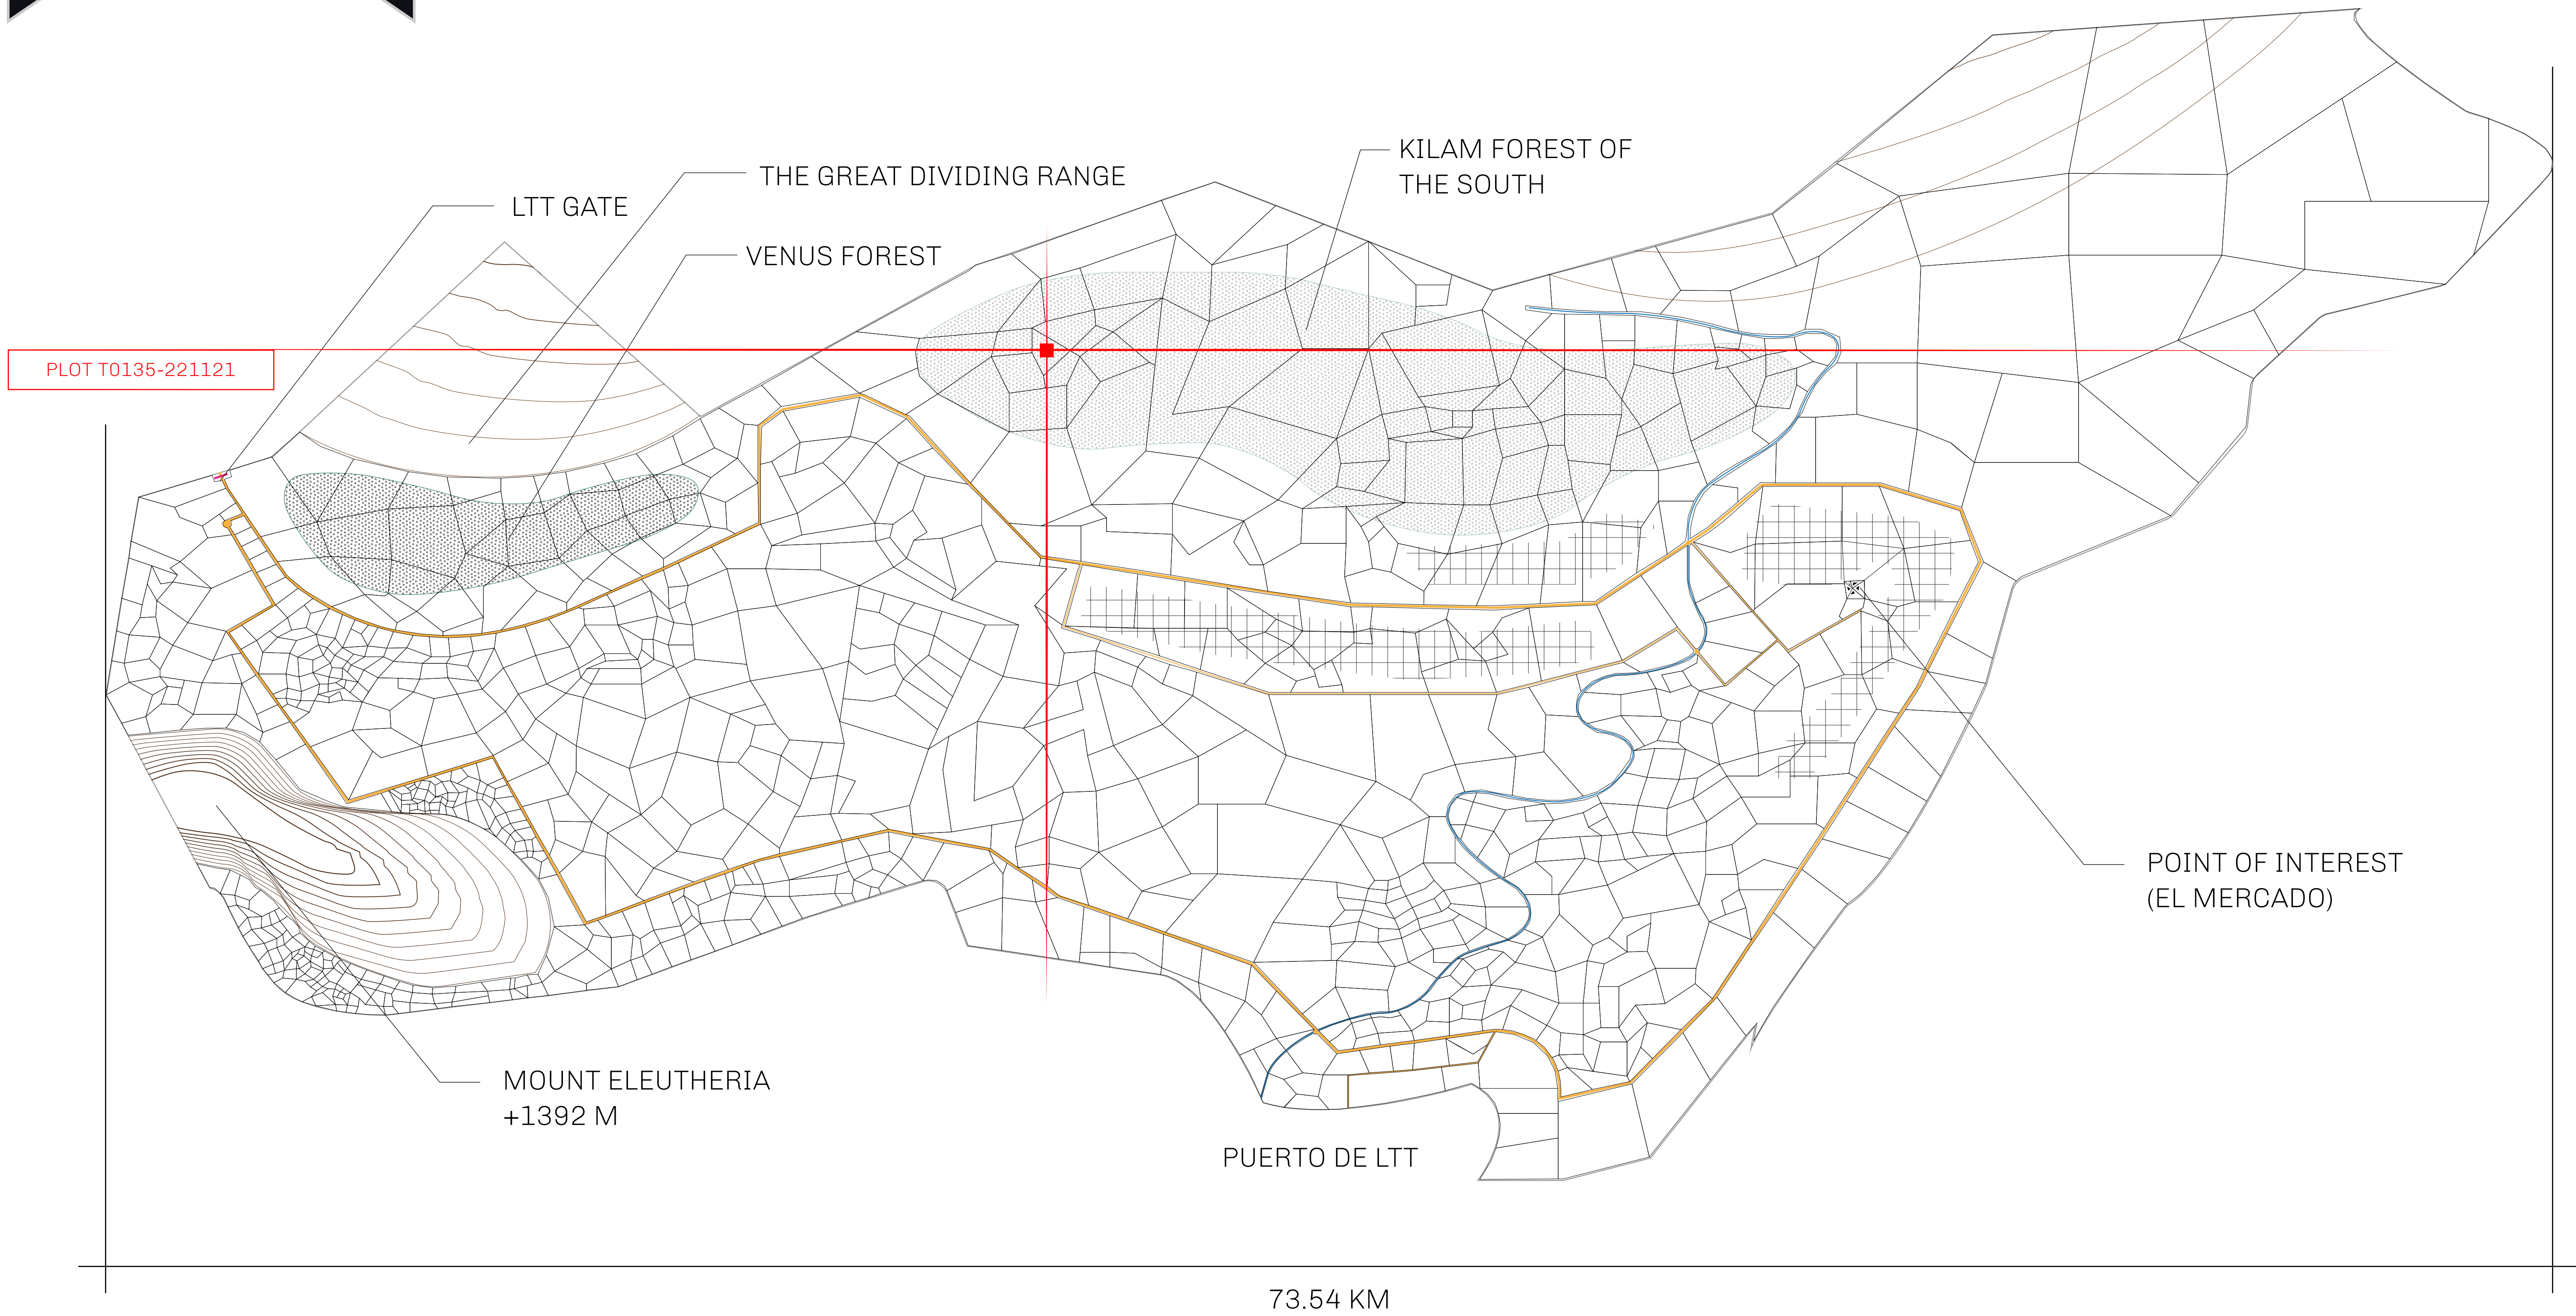 KILAM FOREST OF
THE SOUTH
THE GREAT DIVIDING RANGE
LTT GATE
VENUS FOREST
PLOT T0135-221121
POINT OF INTEREST
(EL MERCADO)
MOUNT ELEUTHERIA
+1392 M
PUERTO DE LTT
73.54 KM